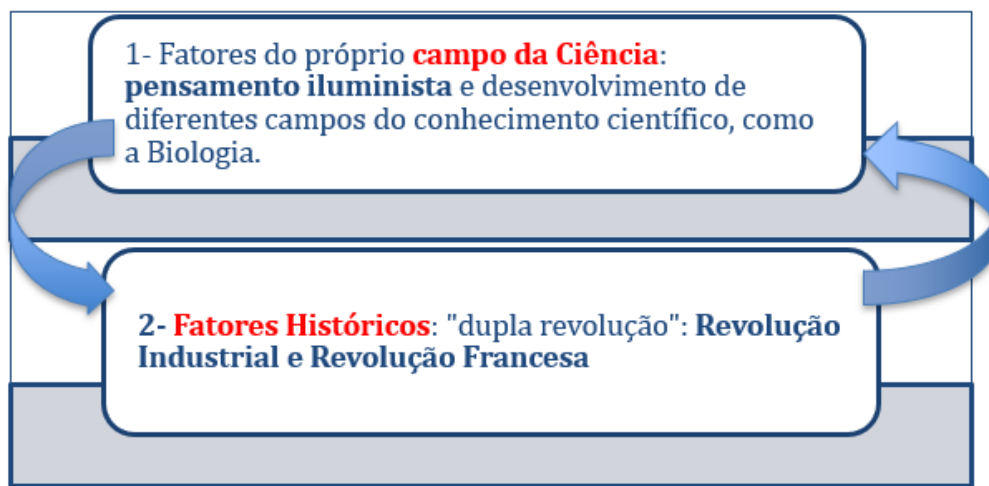 1- Fatores do próprio campo da Ciência:
pensamento iluminista e desenvolvimento de
diferentes campos do conhecimento científico, como
a Biologia.
2- Fatores Históricos: "dupla revolução": Revolução
Industrial e Revolução Francesa